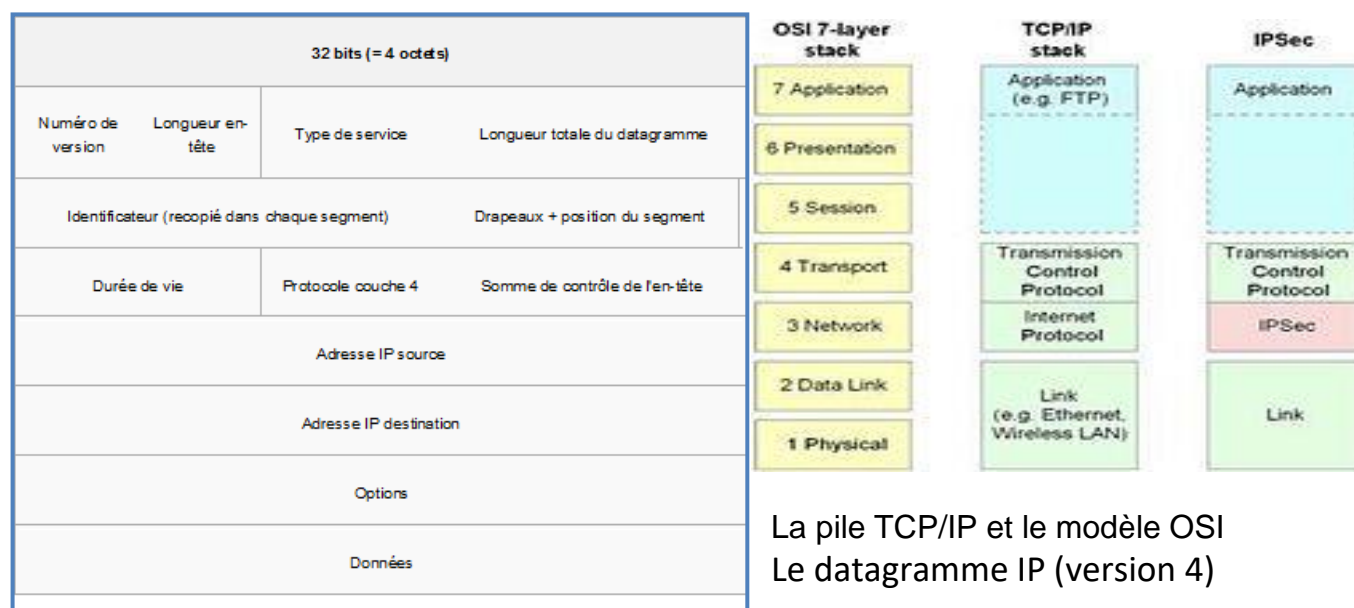 32 bits (= 4 octets)
Numéro de version
Longueur en-tête
Type de service
Longueur totale du datagramme
Identificateur (recopié dans chaque segment)
Drapeaux + position du segment
Durée de vie
Protocole couche 4
Somme de contrôle de l'en-tête
Adresse IP source
Adresse IP destination
Options
Données
OSI 7-layer
stack
7 Application
6 Presentation
5 Session
4 Transport
3 Network
2 Data Link
1 Physical
TCP/IP
stack
Application
(e.g. FTP)
Transmission
Control
Protocol
Internet
Protocol
Link
(e.g. Ethernet,
Wireless LAN)
IPSec
Application
Transmission
Control
Protocol
IPSec
Link
La pile TCP/IP et le modèle OSI
Le datagramme IP (version 4)